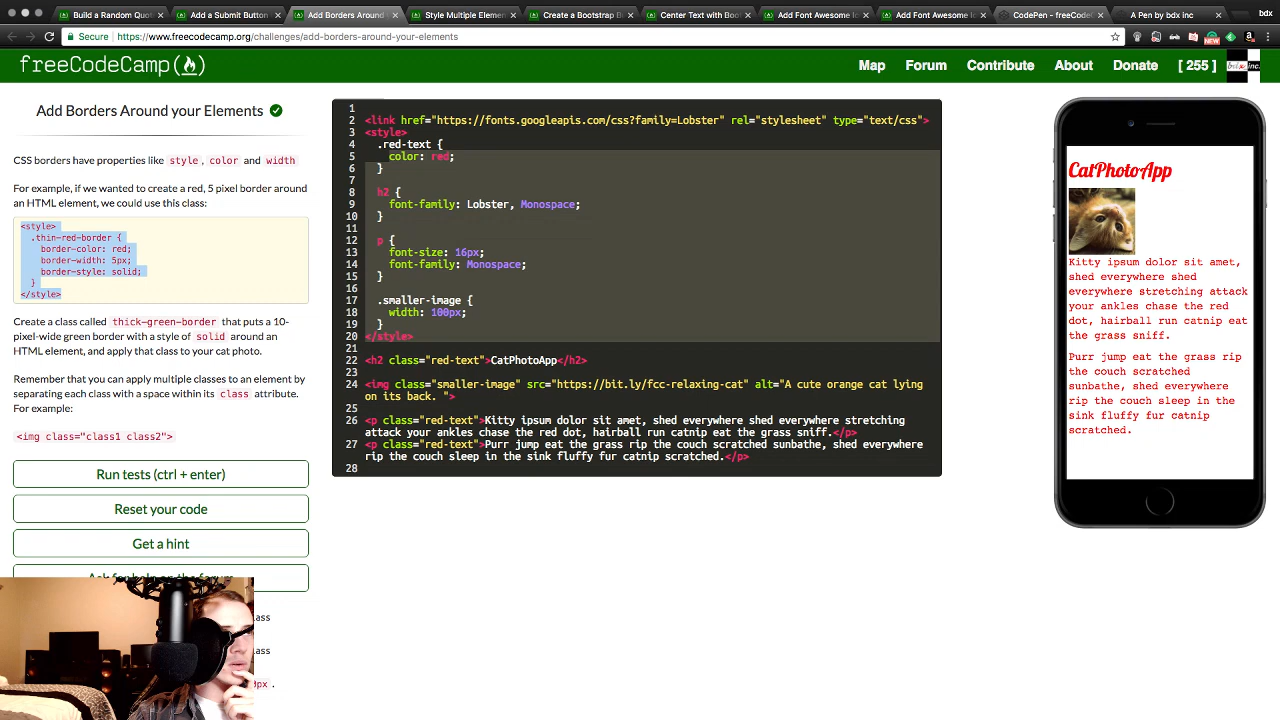 Build a Random Quot
Add a Submit Button
Add Borders Around
Style Multiple Elemen
Create a Bootstrap B
Center Text with Boot
Add Font Awesome Ic
Add Font Awesome Ic
CodePen - freeCodeC
A Pen by bdx inc
bdx
Secure
https://www.freecodecamp.org/challenges/add-borders-around-your-elements
NEW
freeCodeCamp
Map
Forum
Contribute
About
Donate
[ 255 ]
bdx inc.
Add Borders Around your Elements
CSS borders have properties like style, color and width
For example, if we wanted to create a red, 5 pixel border around
an HTML element, we could use this class:
<style>
.thin-red-border {
border-color: red;
border-width: 5px;
border-style: solid;
}
</style>
Create a class called thick-green-border that puts a 10-
pixel-wide green border with a style of solid around an
HTML element, and apply that class to your cat photo.
Remember that you can apply multiple classes to an element by
separating each class with a space within its class attribute.
For example:
<img class="class1 class2">
Run tests (ctrl + enter)
Reset your code
Get a hint
1
2 <link href="https://fonts.googleapis.com/css?family=Lobster" rel="stylesheet" type="text/css">
3 <style>
4 .red-text {
5 color: red;
6 }
7
8 h2 {
9 font-family: Lobster, Monospace;
10 }
11
12 p {
13 font-size: 16px;
14 font-family: Monospace;
15 }
16
17 .smaller-image {
18 width: 100px;
19 }
20 </style>
21
22 <h2 class="red-text">CatPhotoApp</h2>
23
24 <img class="smaller-image" src="https://bit.ly/fcc-relaxing-cat" alt="A cute orange cat lying
on its back. ">
25
26 <p class="red-text">Kitty ipsum dolor sit amet, shed everywhere shed everywhere stretching
attack your ankles chase the red dot, hairball run catnip eat the grass sniff.</p>
27 <p class="red-text">Purr jump eat the grass rip the couch scratched sunbathe, shed everywhere
rip the couch sleep in the sink fluffy fur catnip scratched.</p>
28
CatPhotoApp
Kitty ipsum dolor sit amet,
shed everywhere shed
everywhere stretching attack
your ankles chase the red
dot, hairball run catnip eat
the grass sniff.
Purr jump eat the grass rip
the couch scratched
sunbathe, shed everywhere
rip the couch sleep in the
sink fluffy fur catnip
scratched.